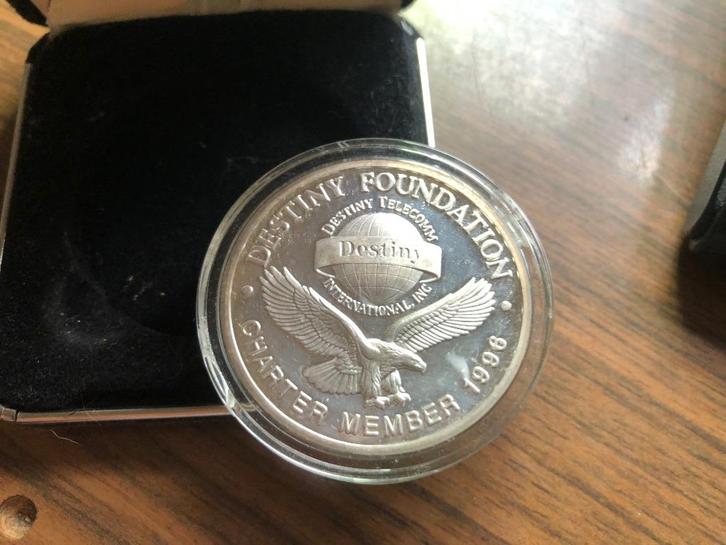 DESTINY FOUNDATION
DESTINY TELECOMM
Destiny
INTERNATIONAL, INC
CHARTER MEMBER 1996